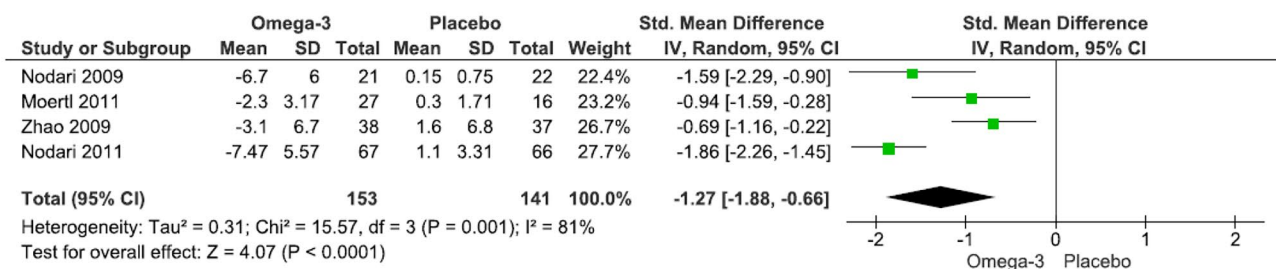 Omega-3 Placebo Std. Mean Difference Std. Mean Difference
Study or Subgroup Mean SD Total Mean SD Total Weight IV, Random, 95% CI IV, Random, 95% CI
Nodari 2009 -6.7 6 21 0.15 0.75 22 22.4% -1.59 [-2.29, -0.90]
Moertl 2011 -2.3 3.17 27 0.3 1.71 16 23.2% -0.94 [-1.59, -0.28]
Zhao 2009 -3.1 6.7 38 1.6 6.8 37 26.7% -0.69 [-1.16, -0.22]
Nodari 2011 -7.47 5.57 67 1.1 3.31 66 27.7% -1.86 [-2.26, -1.45]
Total (95% CI) 153 141 100.0% -1.27 [-1.88, -0.66]
Heterogeneity: Tau² = 0.31; Chi² = 15.57, df = 3 (P = 0.001); I² = 81%
Test for overall effect: Z = 4.07 (P < 0.0001)
-2 -1 0 1 2
Omega-3 Placebo